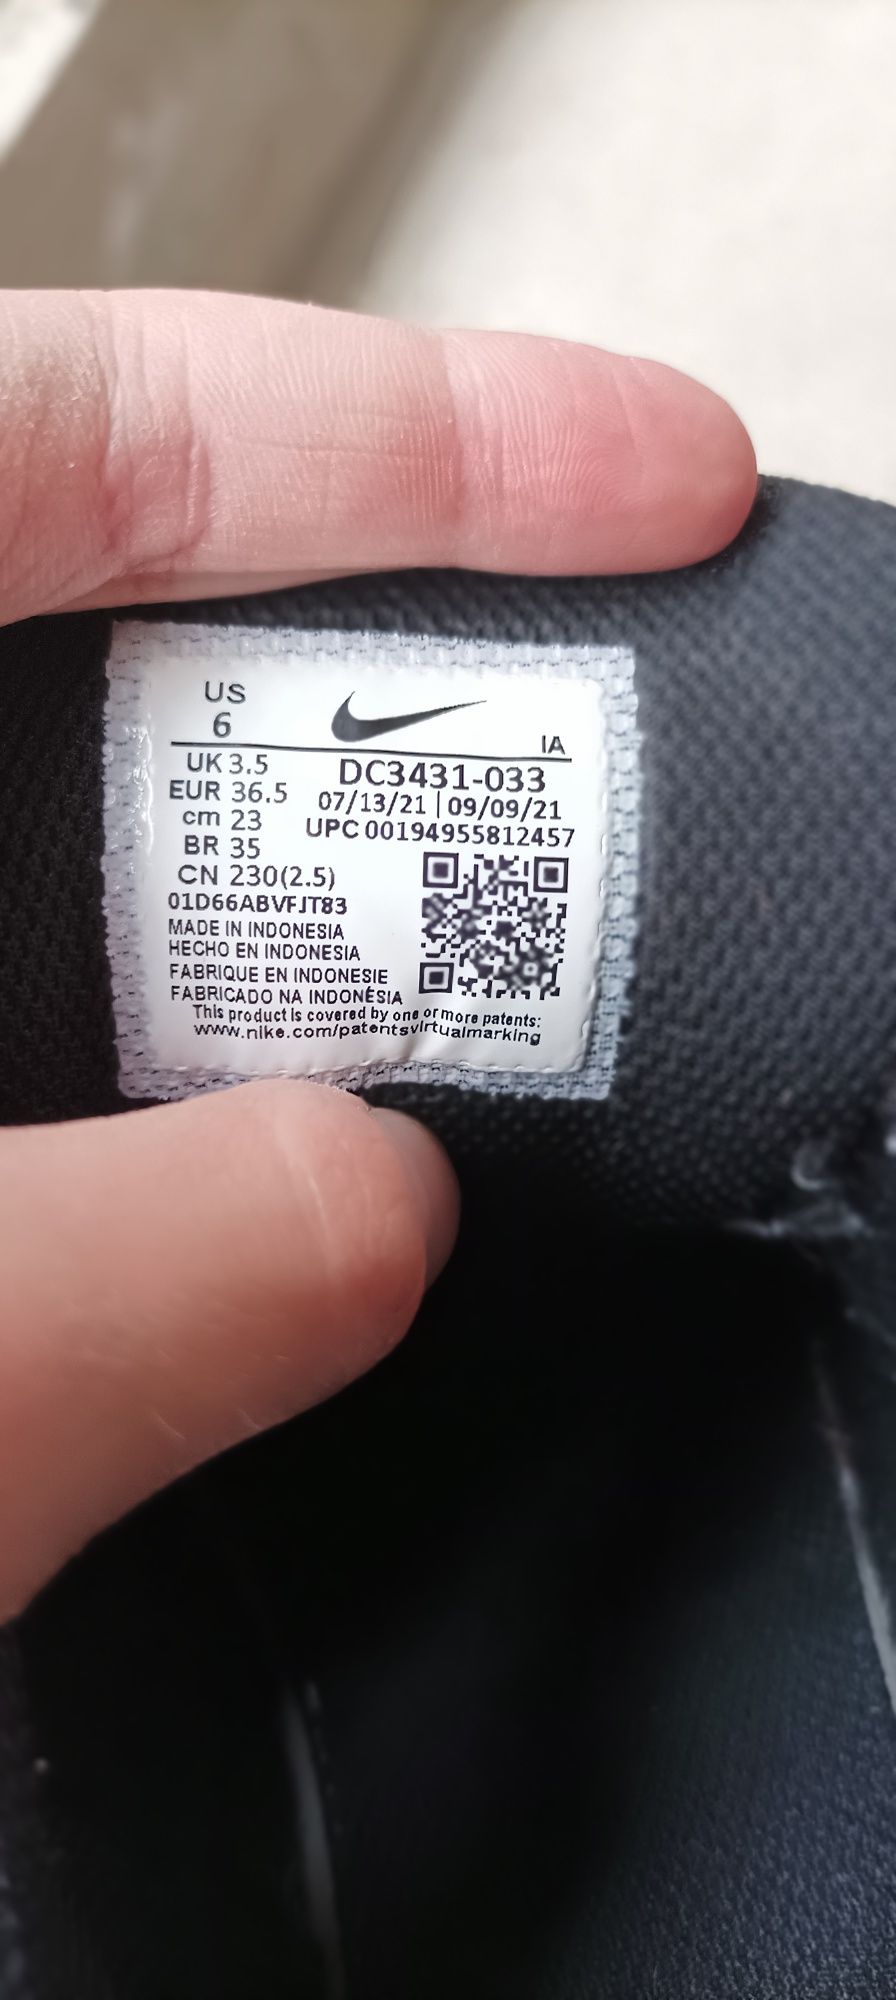 US
6
IA
UK 3.5
EUR 36.5
cm 23
BR 35
CN 230(2.5)
DC3431-033
07/13/21 | 09/09/21
UPC 00194955812457
01D66ABVFJT83
MADE IN INDONESIA
HECHO EN INDONESIA
FABRIQUE EN INDONESIE
FABRICADO NA INDONÉSIA
This product is covered by one or more patents:
www.nike.com/patentsvirtualmarking